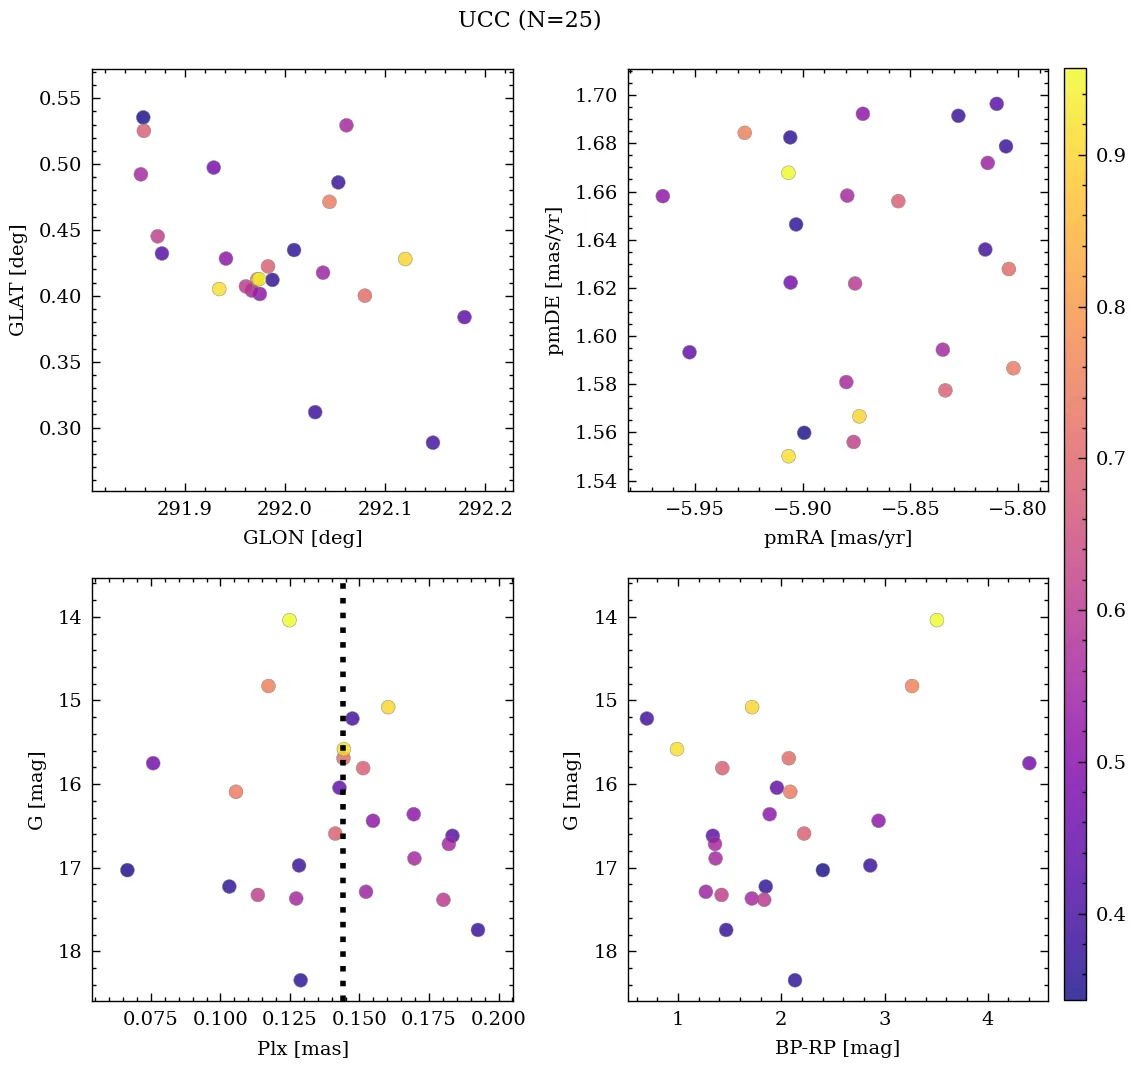 UCC (N=25)
0.55
0.50
0.45
0.40
0.35
0.30
GLAT [deg]
291.9 292.0 292.1 292.2
GLON [deg]
1.70
1.68
1.66
1.64
1.62
1.60
1.58
1.56
1.54
pmDE [mas/yr]
−5.95 −5.90 −5.85 −5.80
pmRA [mas/yr]
14
15
16
17
18
G [mag]
0.075 0.100 0.125 0.150 0.175 0.200
Plx [mas]
14
15
16
17
18
G [mag]
1 2 3 4
BP-RP [mag]
0.9
0.8
0.7
0.6
0.5
0.4